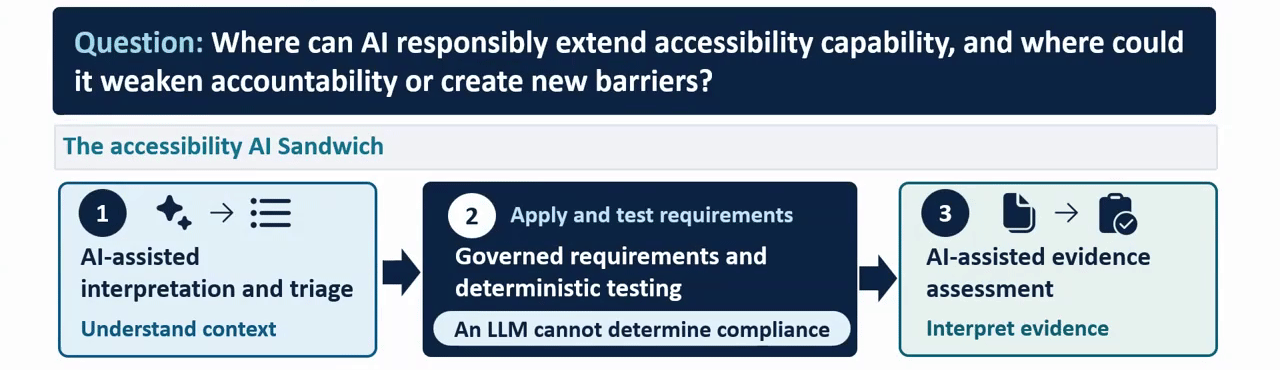 Question: Where can AI responsibly extend accessibility capability, and where could
it weaken accountability or create new barriers?
The accessibility AI Sandwich
1
AI-assisted
interpretation and triage
Understand context
2 Apply and test requirements
Governed requirements and
deterministic testing
An LLM cannot determine compliance
3
AI-assisted evidence
assessment
Interpret evidence